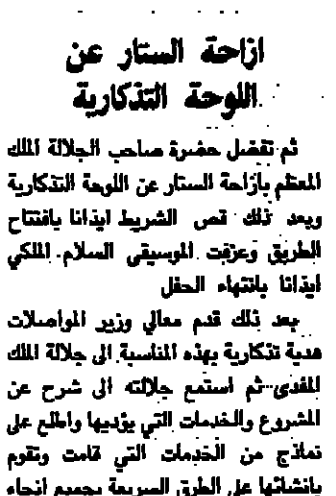 ازاحة الستار عن
اللوحة التذكارية
ثم تفضل حضرة صاحب الجلالة الملك
المعظم بازاحة الستار عن اللوحة التذكارية
وبعد ذلك قص الشريط ايذانا بافتتاح
الطريق وعزفت الموسيقى السلام الملكي
ايذانا بانتهاء الحفل
بعد ذلك قدم معالي وزير المواصلات
هدية تذكارية بهذه المناسبة الى جلالة الملك
المفدى ثم استمع جلالته الى شرح عن
المشروع والخدمات التي يؤديها واطلع على
نماذج من الخدمات التي قامت وتقوم
بانشائها على الطرق السريعة بجميع انحاء